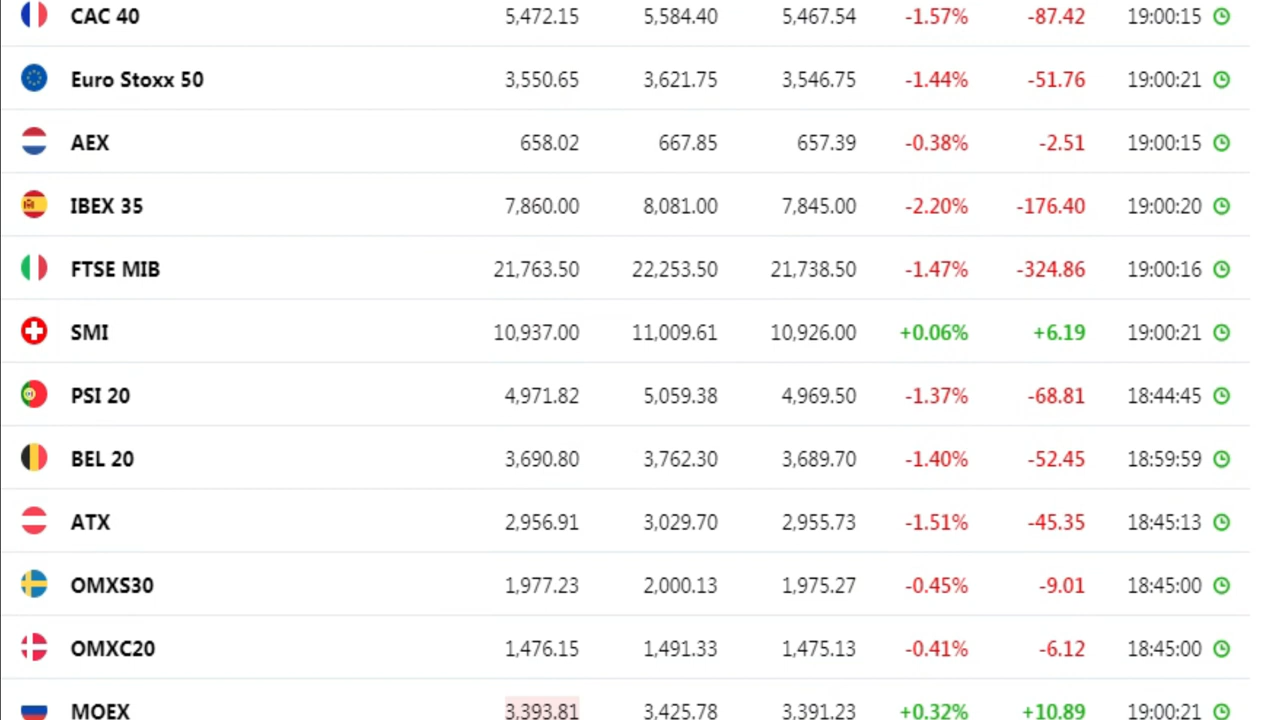 CAC 40 5,472.15 5,584.40 5,467.54 -1.57% -87.42 19:00:15
Euro Stoxx 50 3,550.65 3,621.75 3,546.75 -1.44% -51.76 19:00:21
AEX 658.02 667.85 657.39 -0.38% -2.51 19:00:15
IBEX 35 7,860.00 8,081.00 7,845.00 -2.20% -176.40 19:00:20
FTSE MIB 21,763.50 22,253.50 21,738.50 -1.47% -324.86 19:00:16
SMI 10,937.00 11,009.61 10,926.00 +0.06% +6.19 19:00:21
PSI 20 4,971.82 5,059.38 4,969.50 -1.37% -68.81 18:44:45
BEL 20 3,690.80 3,762.30 3,689.70 -1.40% -52.45 18:59:59
ATX 2,956.91 3,029.70 2,955.73 -1.51% -45.35 18:45:13
OMXS30 1,977.23 2,000.13 1,975.27 -0.45% -9.01 18:45:00
OMXC20 1,476.15 1,491.33 1,475.13 -0.41% -6.12 18:45:00
MOEX 3,393.81 3,425.78 3,391.23 +0.32% +10.89 19:00:21